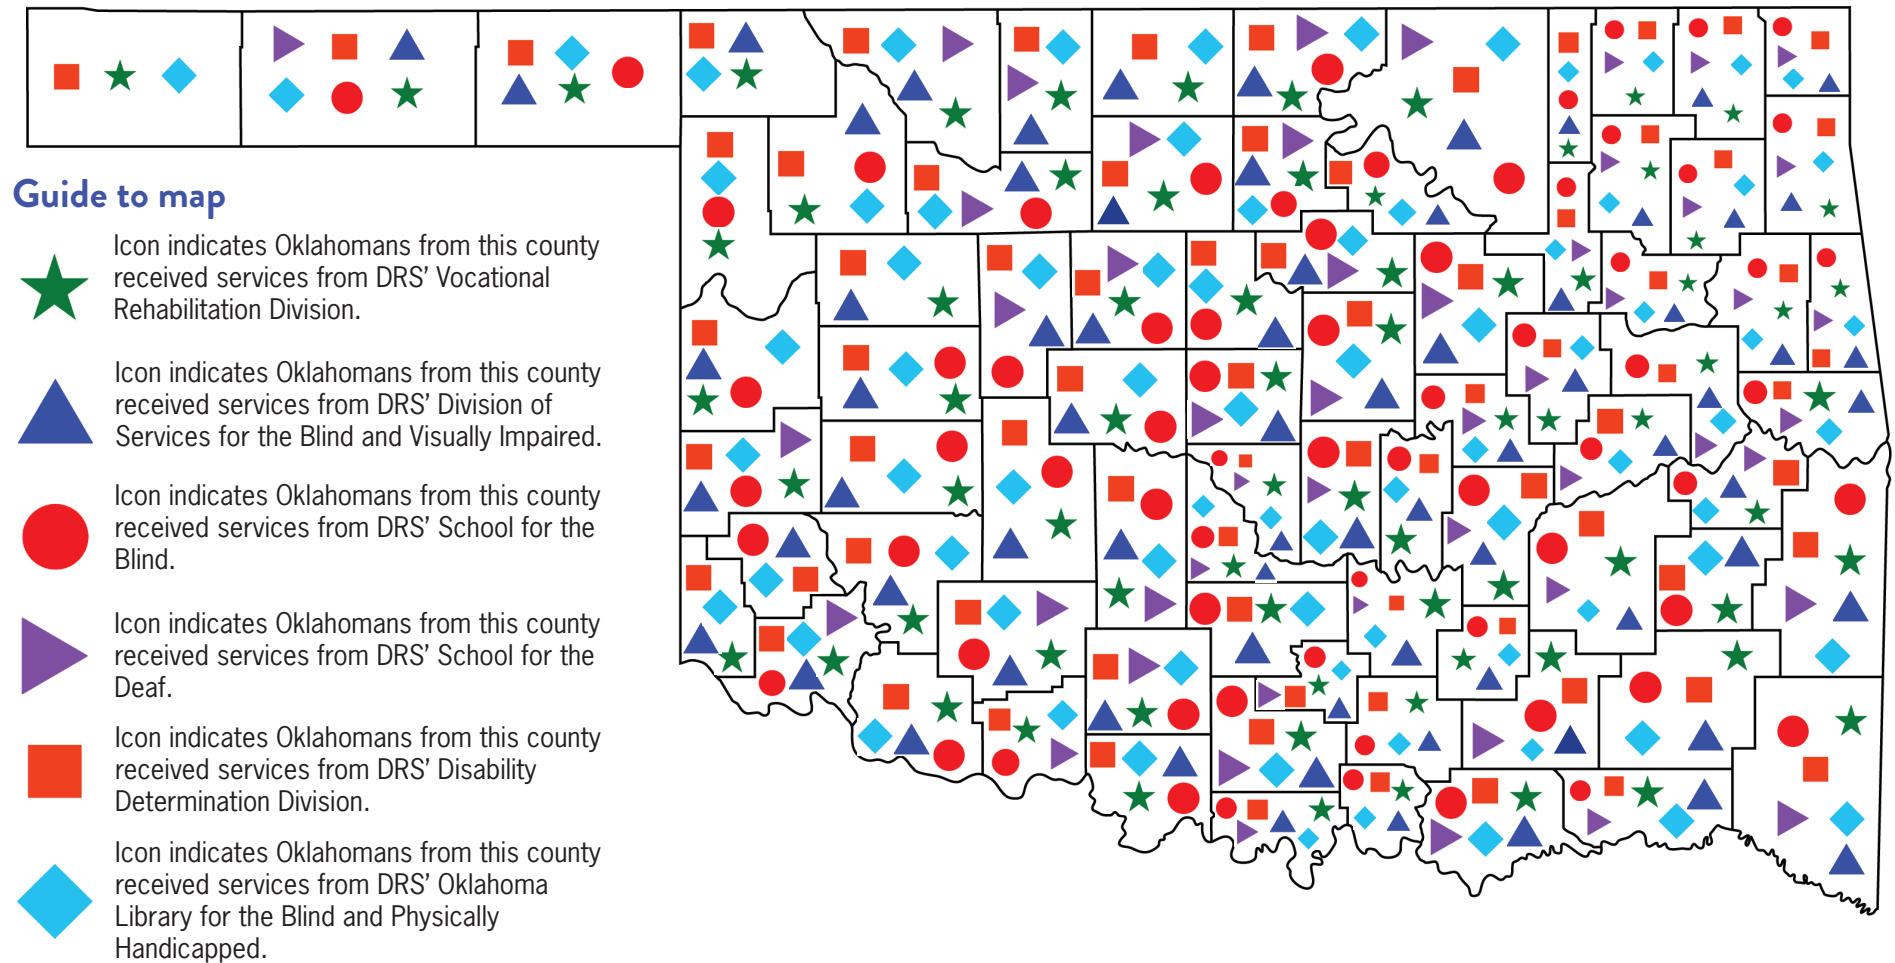 Guide to map
Icon indicates Oklahomans from this county
received services from DRS’ Vocational
Rehabilitation Division.
Icon indicates Oklahomans from this county
received services from DRS’ Division of
Services for the Blind and Visually Impaired.
Icon indicates Oklahomans from this county
received services from DRS’ School for the
Blind.
Icon indicates Oklahomans from this county
received services from DRS’ School for the
Deaf.
Icon indicates Oklahomans from this county
received services from DRS’ Disability
Determination Division.
Icon indicates Oklahomans from this county
received services from DRS’ Oklahoma
Library for the Blind and Physically
Handicapped.